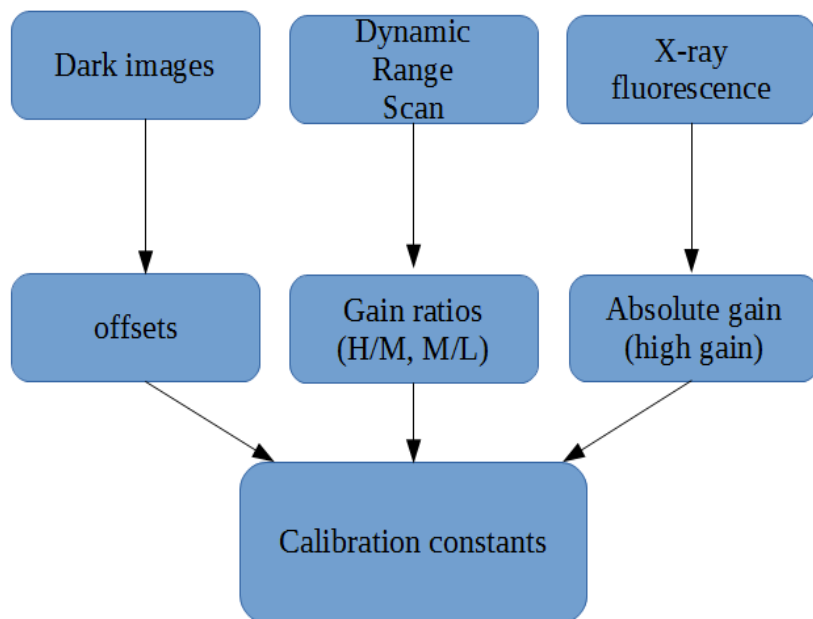 Dark images
Dynamic
Range
Scan
X-ray
fluorescence
offsets
Gain ratios
(H/M, M/L)
Absolute gain
(high gain)
Calibration constants